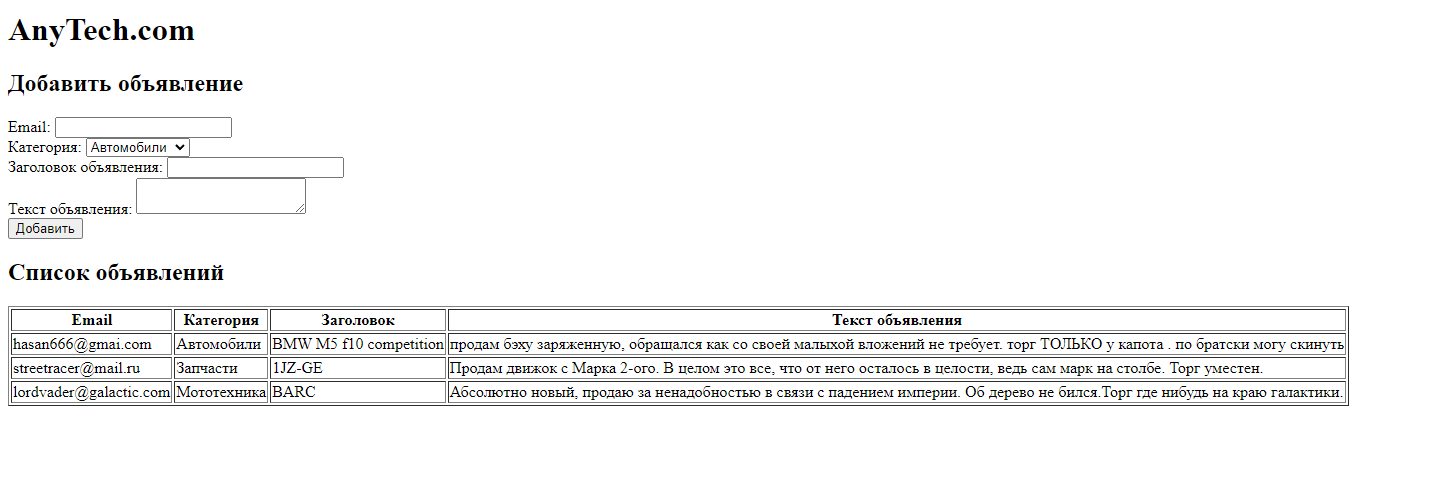 AnyTech.com
Добавить объявление
Email:
Категория: Автомобили
Заголовок объявления:
Текст объявления:
Добавить
Список объявлений
Email Категория Заголовок Текст объявления
hasan666@gmai.com Автомобили BMW M5 f10 competition продам бэху заряженную, обращался как со своей малыхой вложений не требует. торг ТОЛЬКО у капота . по братски могу скинуть
streetracer@mail.ru Запчасти 1JZ-GE Продам движок с Марка 2-ого. В целом это все, что от него осталось в целости, ведь сам марк на столбе. Торг уместен.
lordvader@galactic.com Мототехника BARC Абсолютно новый, продаю за ненадобностью в связи с падением империи. Об дерево не бился.Торг где нибудь на краю галактики.